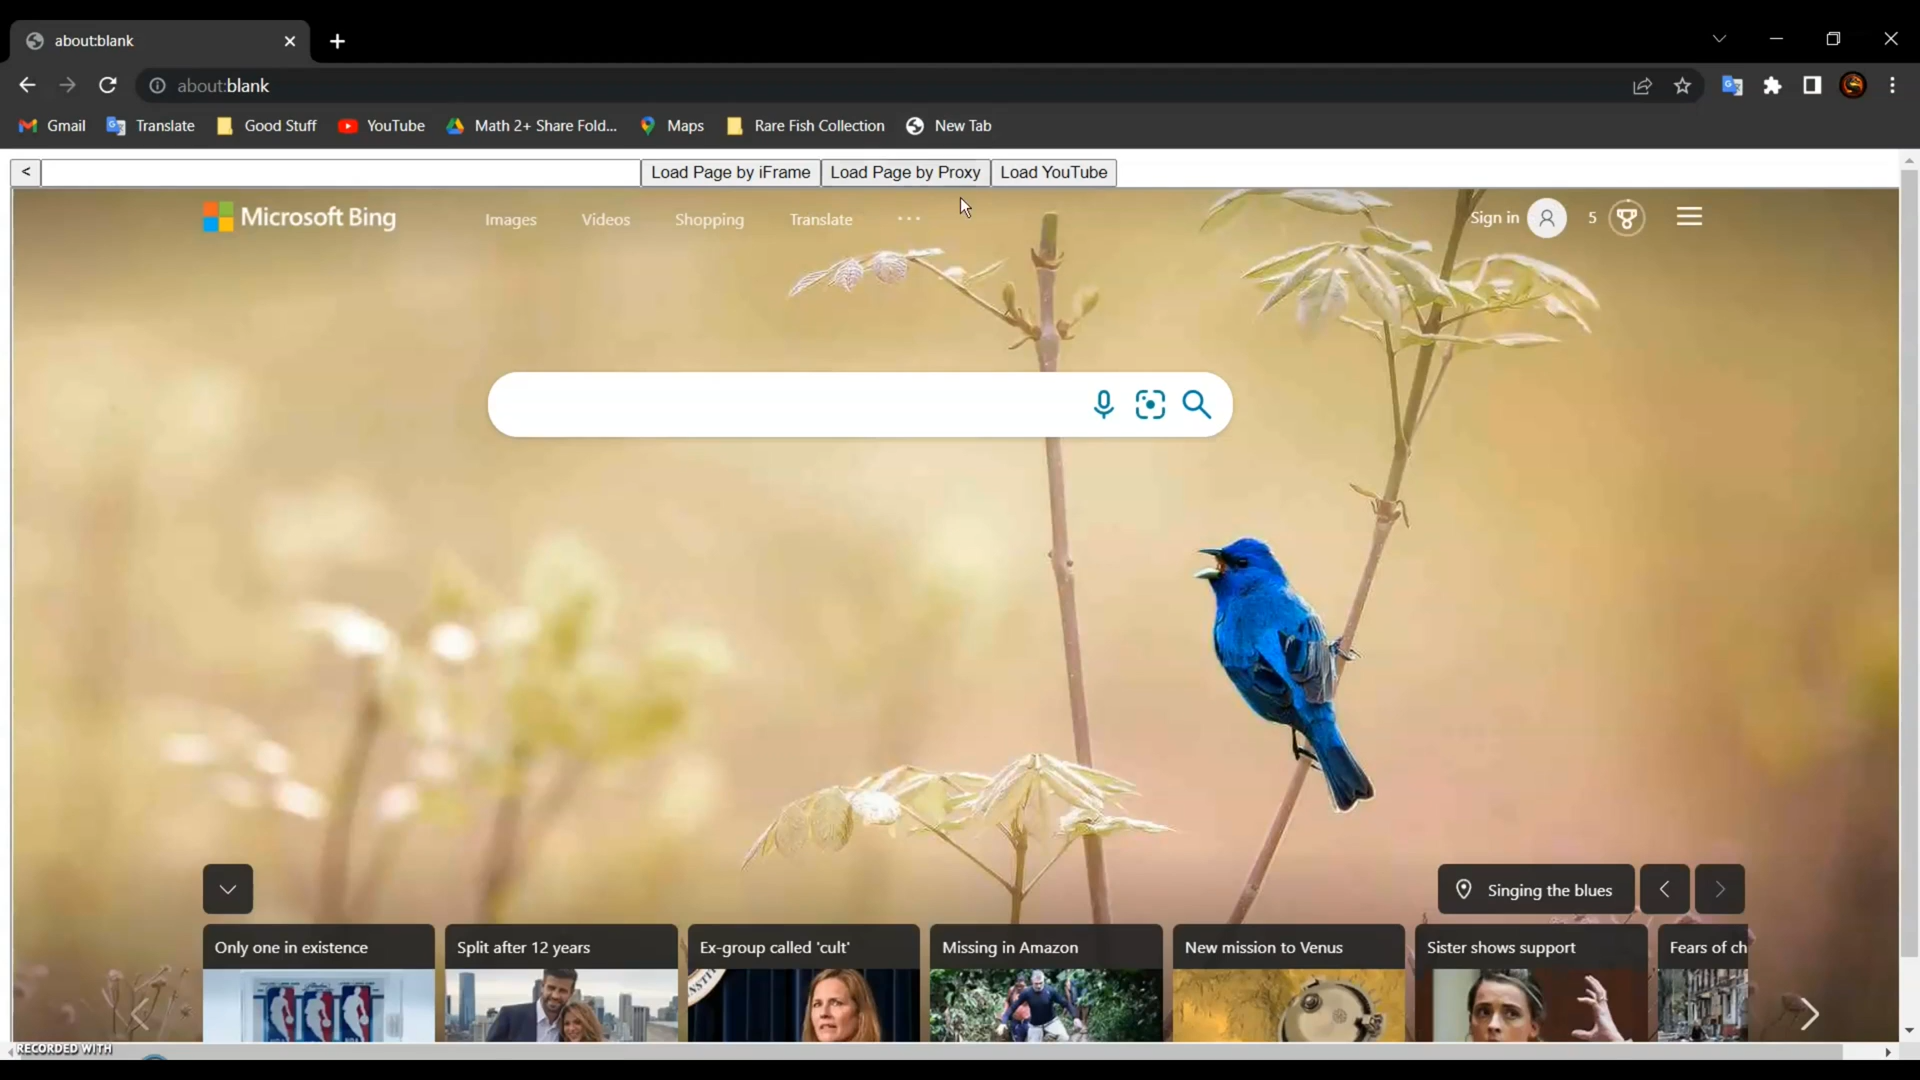 about:blank
about:blank
Gmail Translate Good Stuff YouTube Math 2+ Share Fold... Maps Rare Fish Collection New Tab
< Load Page by iFrame Load Page by Proxy Load YouTube
Microsoft Bing Images Videos Shopping Translate ... Sign in 5
Singing the blues
Only one in existence Split after 12 years Ex-group called 'cult' Missing in Amazon New mission to Venus Sister shows support Fears of ch
RECORDED WITH